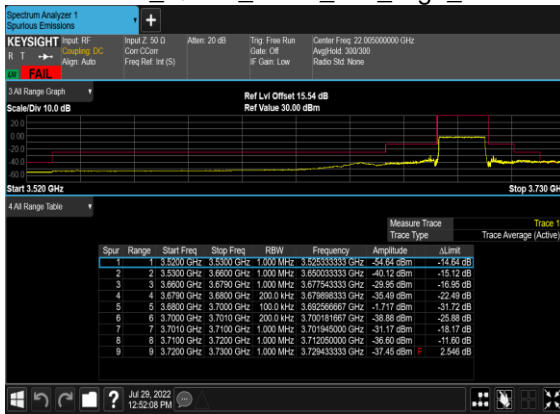 Spectrum Analyzer 1
Spurious Emissions
KEYSIGHT Input: RF Input Z: 50 Ω Atten: 20 dB Trig: Free Run Center Freq: 22.005000000 GHz
R T Coupling: DC Corr CCorr Gate: Off Avg|Hold: 300/300
Align: Auto Freq Ref: Int (S) IF Gain: Low Radio Std: None
LNI FAIL
3 All Range Graph Ref Lvl Offset 15.54 dB
Scale/Div 10.0 dB Ref Value 30.00 dBm
20.0
0.00
-20.0
-40.0
-60.0
Start 3.520 GHz Stop 3.730 GH
4 All Range Table
Measure Trace Trace 1
Trace Type Trace Average (Active)
Spur Range Start Freq Stop Freq RBW Frequency Amplitude ΔLimit
1 1 3.5200 GHz 3.5300 GHz 1.000 MHz 3.525333333 GHz -54.64 dBm -14.64 dB
2 2 3.5300 GHz 3.6600 GHz 1.000 MHz 3.650033333 GHz -40.12 dBm -15.12 dB
3 3 3.6600 GHz 3.6790 GHz 1.000 MHz 3.677543333 GHz -29.95 dBm -16.95 dB
4 4 3.6790 GHz 3.6800 GHz 200.0 kHz 3.679898333 GHz -35.49 dBm -22.49 dB
5 5 3.6800 GHz 3.7000 GHz 100.0 kHz 3.692566667 GHz -1.717 dBm -31.72 dB
6 6 3.7000 GHz 3.7010 GHz 200.0 kHz 3.700181667 GHz -38.88 dBm -25.88 dB
7 7 3.7010 GHz 3.7100 GHz 1.000 MHz 3.701945000 GHz -31.17 dBm -18.17 dB
8 8 3.7100 GHz 3.7200 GHz 1.000 MHz 3.712050000 GHz -36.60 dBm -11.60 dB
9 9 3.7200 GHz 3.7300 GHz 1.000 MHz 3.729433333 GHz -37.45 dBm F 2.546 dB
? Jul 29, 2022
12:52:08 PM